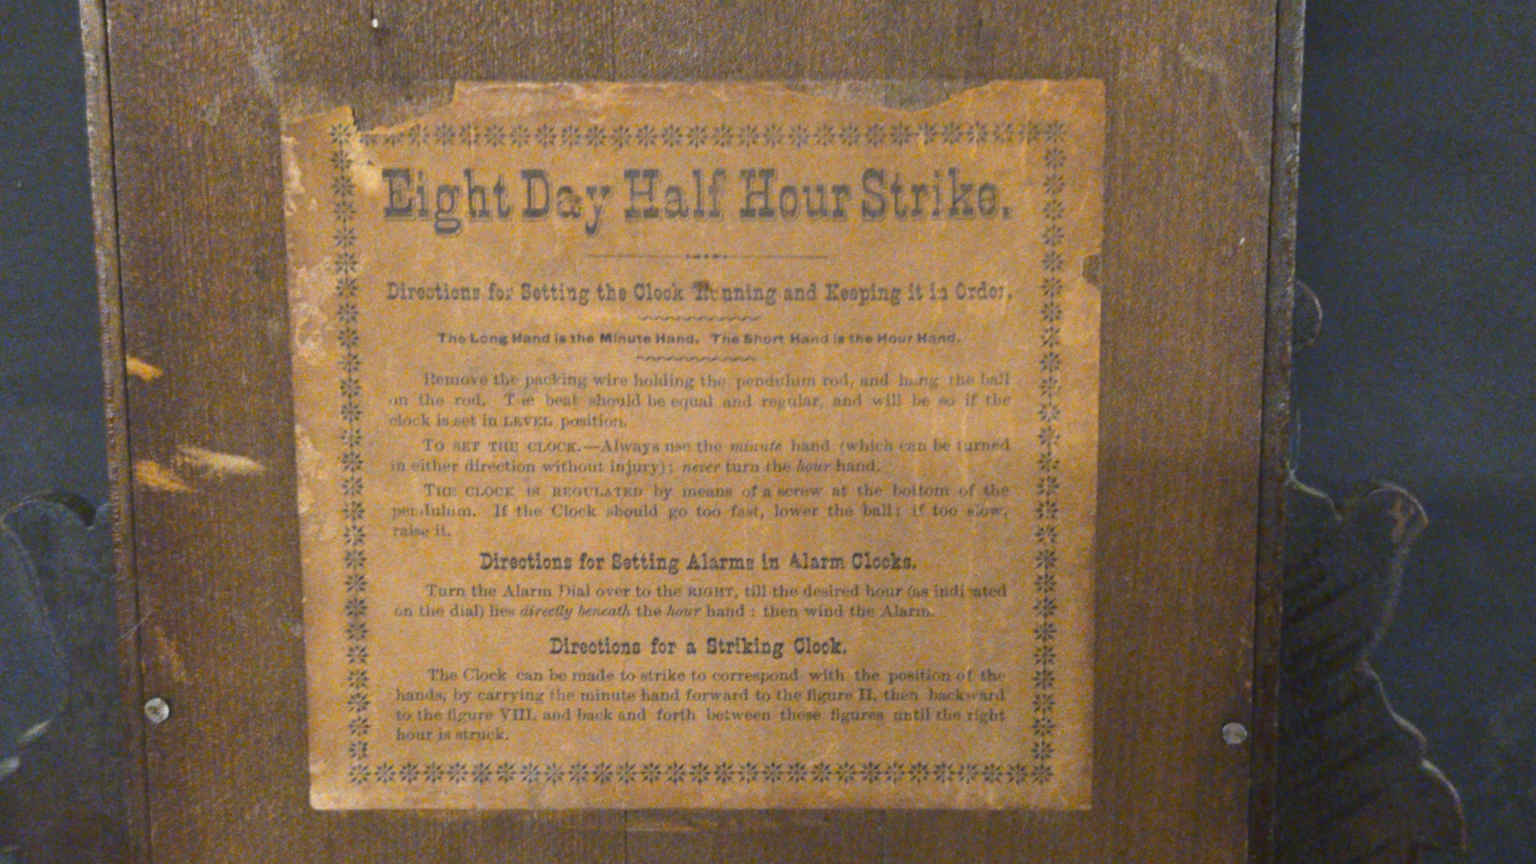 Eight Day Half Hour Strike.
Directions for Setting the Clock Running and Keeping it in Order.
The Long Hand is the Minute Hand. The Short Hand is the Hour Hand.
Remove the packing wire holding the pendulum rod, and hang the ball
on the rod. The beat should be equal and regular, and will be so if the
clock is set in LEVEL position.
TO SET THE CLOCK.—Always use the minute hand (which can be turned
in either direction without injury); never turn the hour hand.
THE CLOCK IS REGULATED by means of a screw at the bottom of the
pendulum. If the Clock should go too fast, lower the ball; if too slow,
raise it.
Directions for Setting Alarms in Alarm Clocks.
Turn the Alarm Dial over to the RIGHT, till the desired hour (as indicated
on the dial) lies directly beneath the hour hand; then wind the Alarm.
Directions for a Striking Clock.
The Clock can be made to strike to correspond with the position of the
hands, by carrying the minute hand forward to the figure II, then backward
to the figure VIII, and back and forth between those figures until the right
hour is struck.